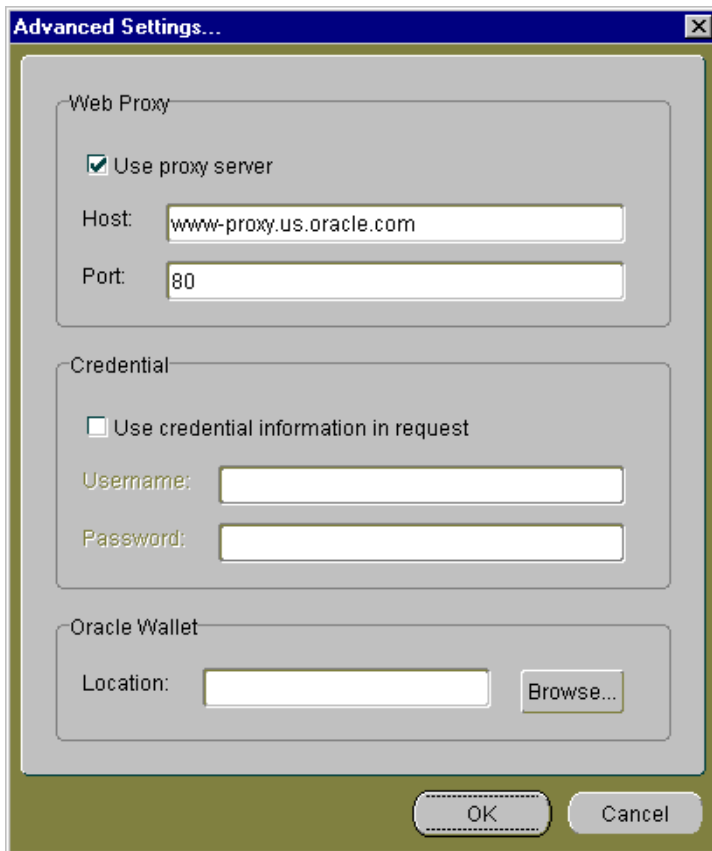 Advanced Settings...
Web Proxy
Use proxy server
Host: www-proxy.us.oracle.com
Port: 80
Credential
Use credential information in request
Username:
Password:
Oracle Wallet
Location: Browse...
OK Cancel